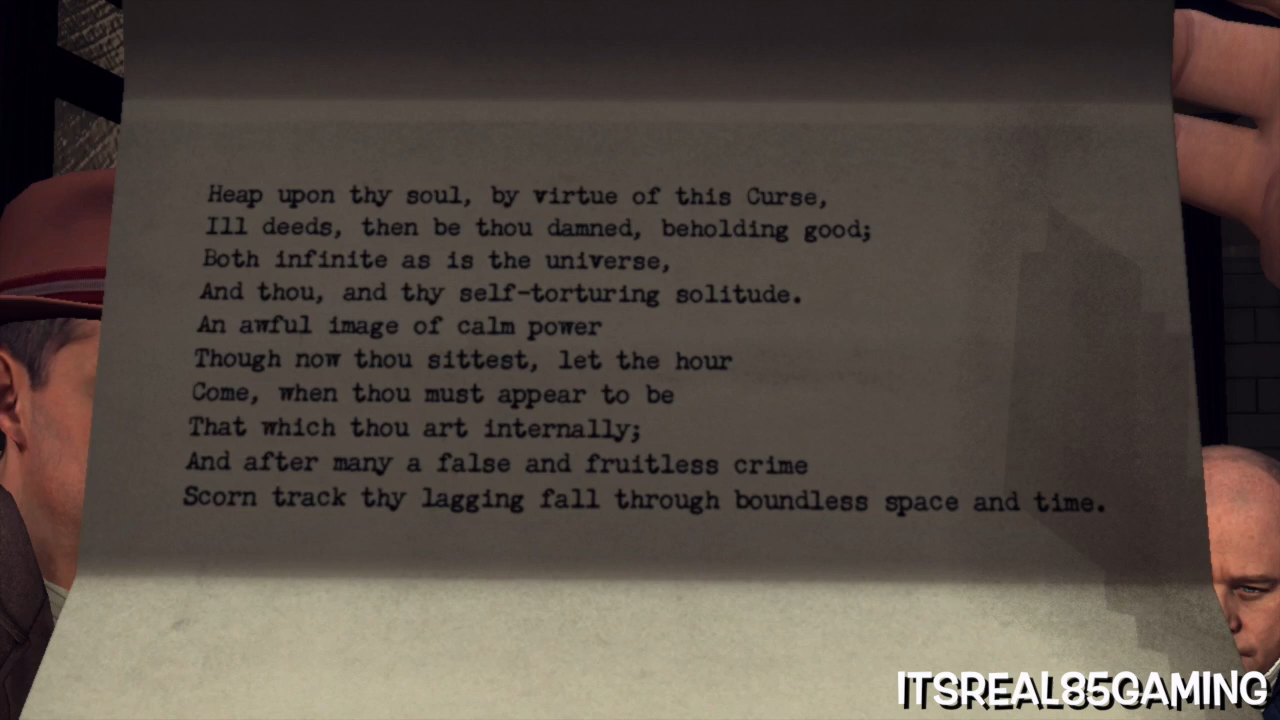 Heap upon thy soul, by virtue of this Curse,
Ill deeds, then be thou damned, beholding good;
Both infinite as is the universe,
And thou, and thy self-torturing solitude.
An awful image of calm power
Though now thou sittest, let the hour
Come, when thou must appear to be
That which thou art internally;
And after many a false and fruitless crime
Scorn track thy lagging fall through boundless space and time.
ITSREAL85GAMING